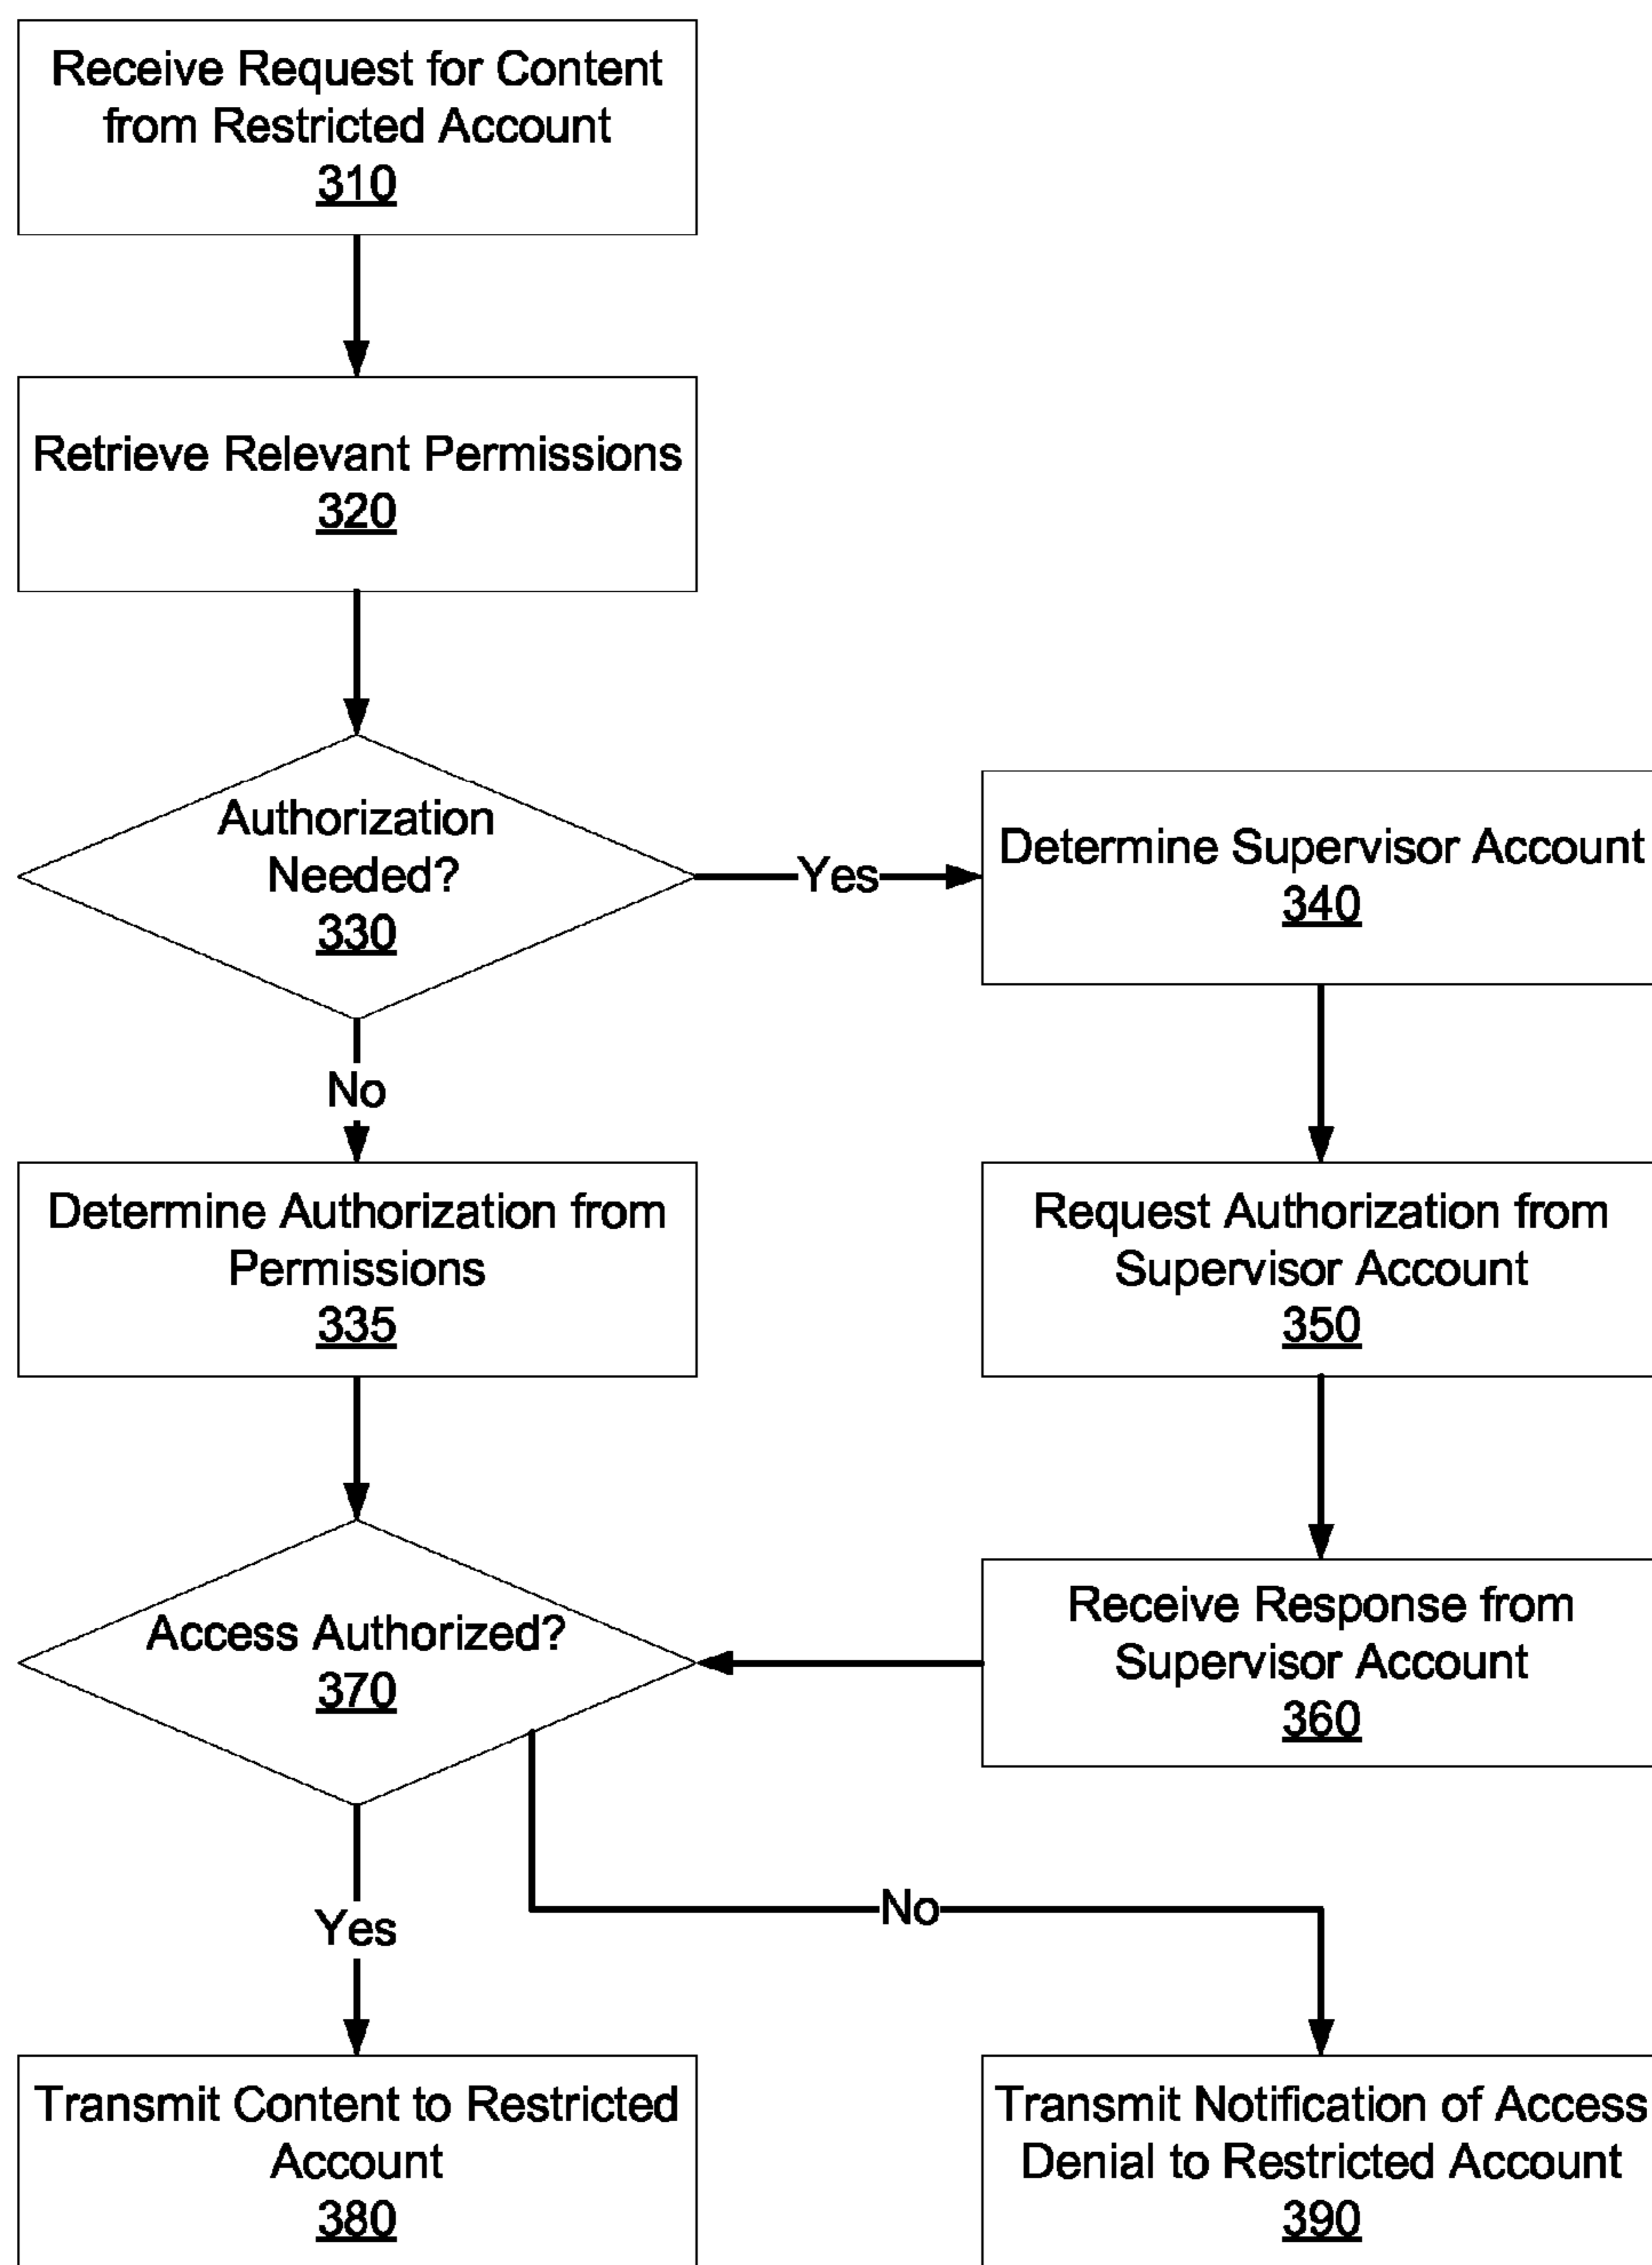 Receive Request for Content
from Restricted Account
310
Retrieve Relevant Permissions
320
Authorization
Needed?
330
Yes
Determine Supervisor Account
340
No
Determine Authorization from
Permissions
335
Request Authorization from
Supervisor Account
350
Access Authorized?
370
Receive Response from
Supervisor Account
360
Yes
No
Transmit Content to Restricted
Account
380
Transmit Notification of Access
Denial to Restricted Account
390